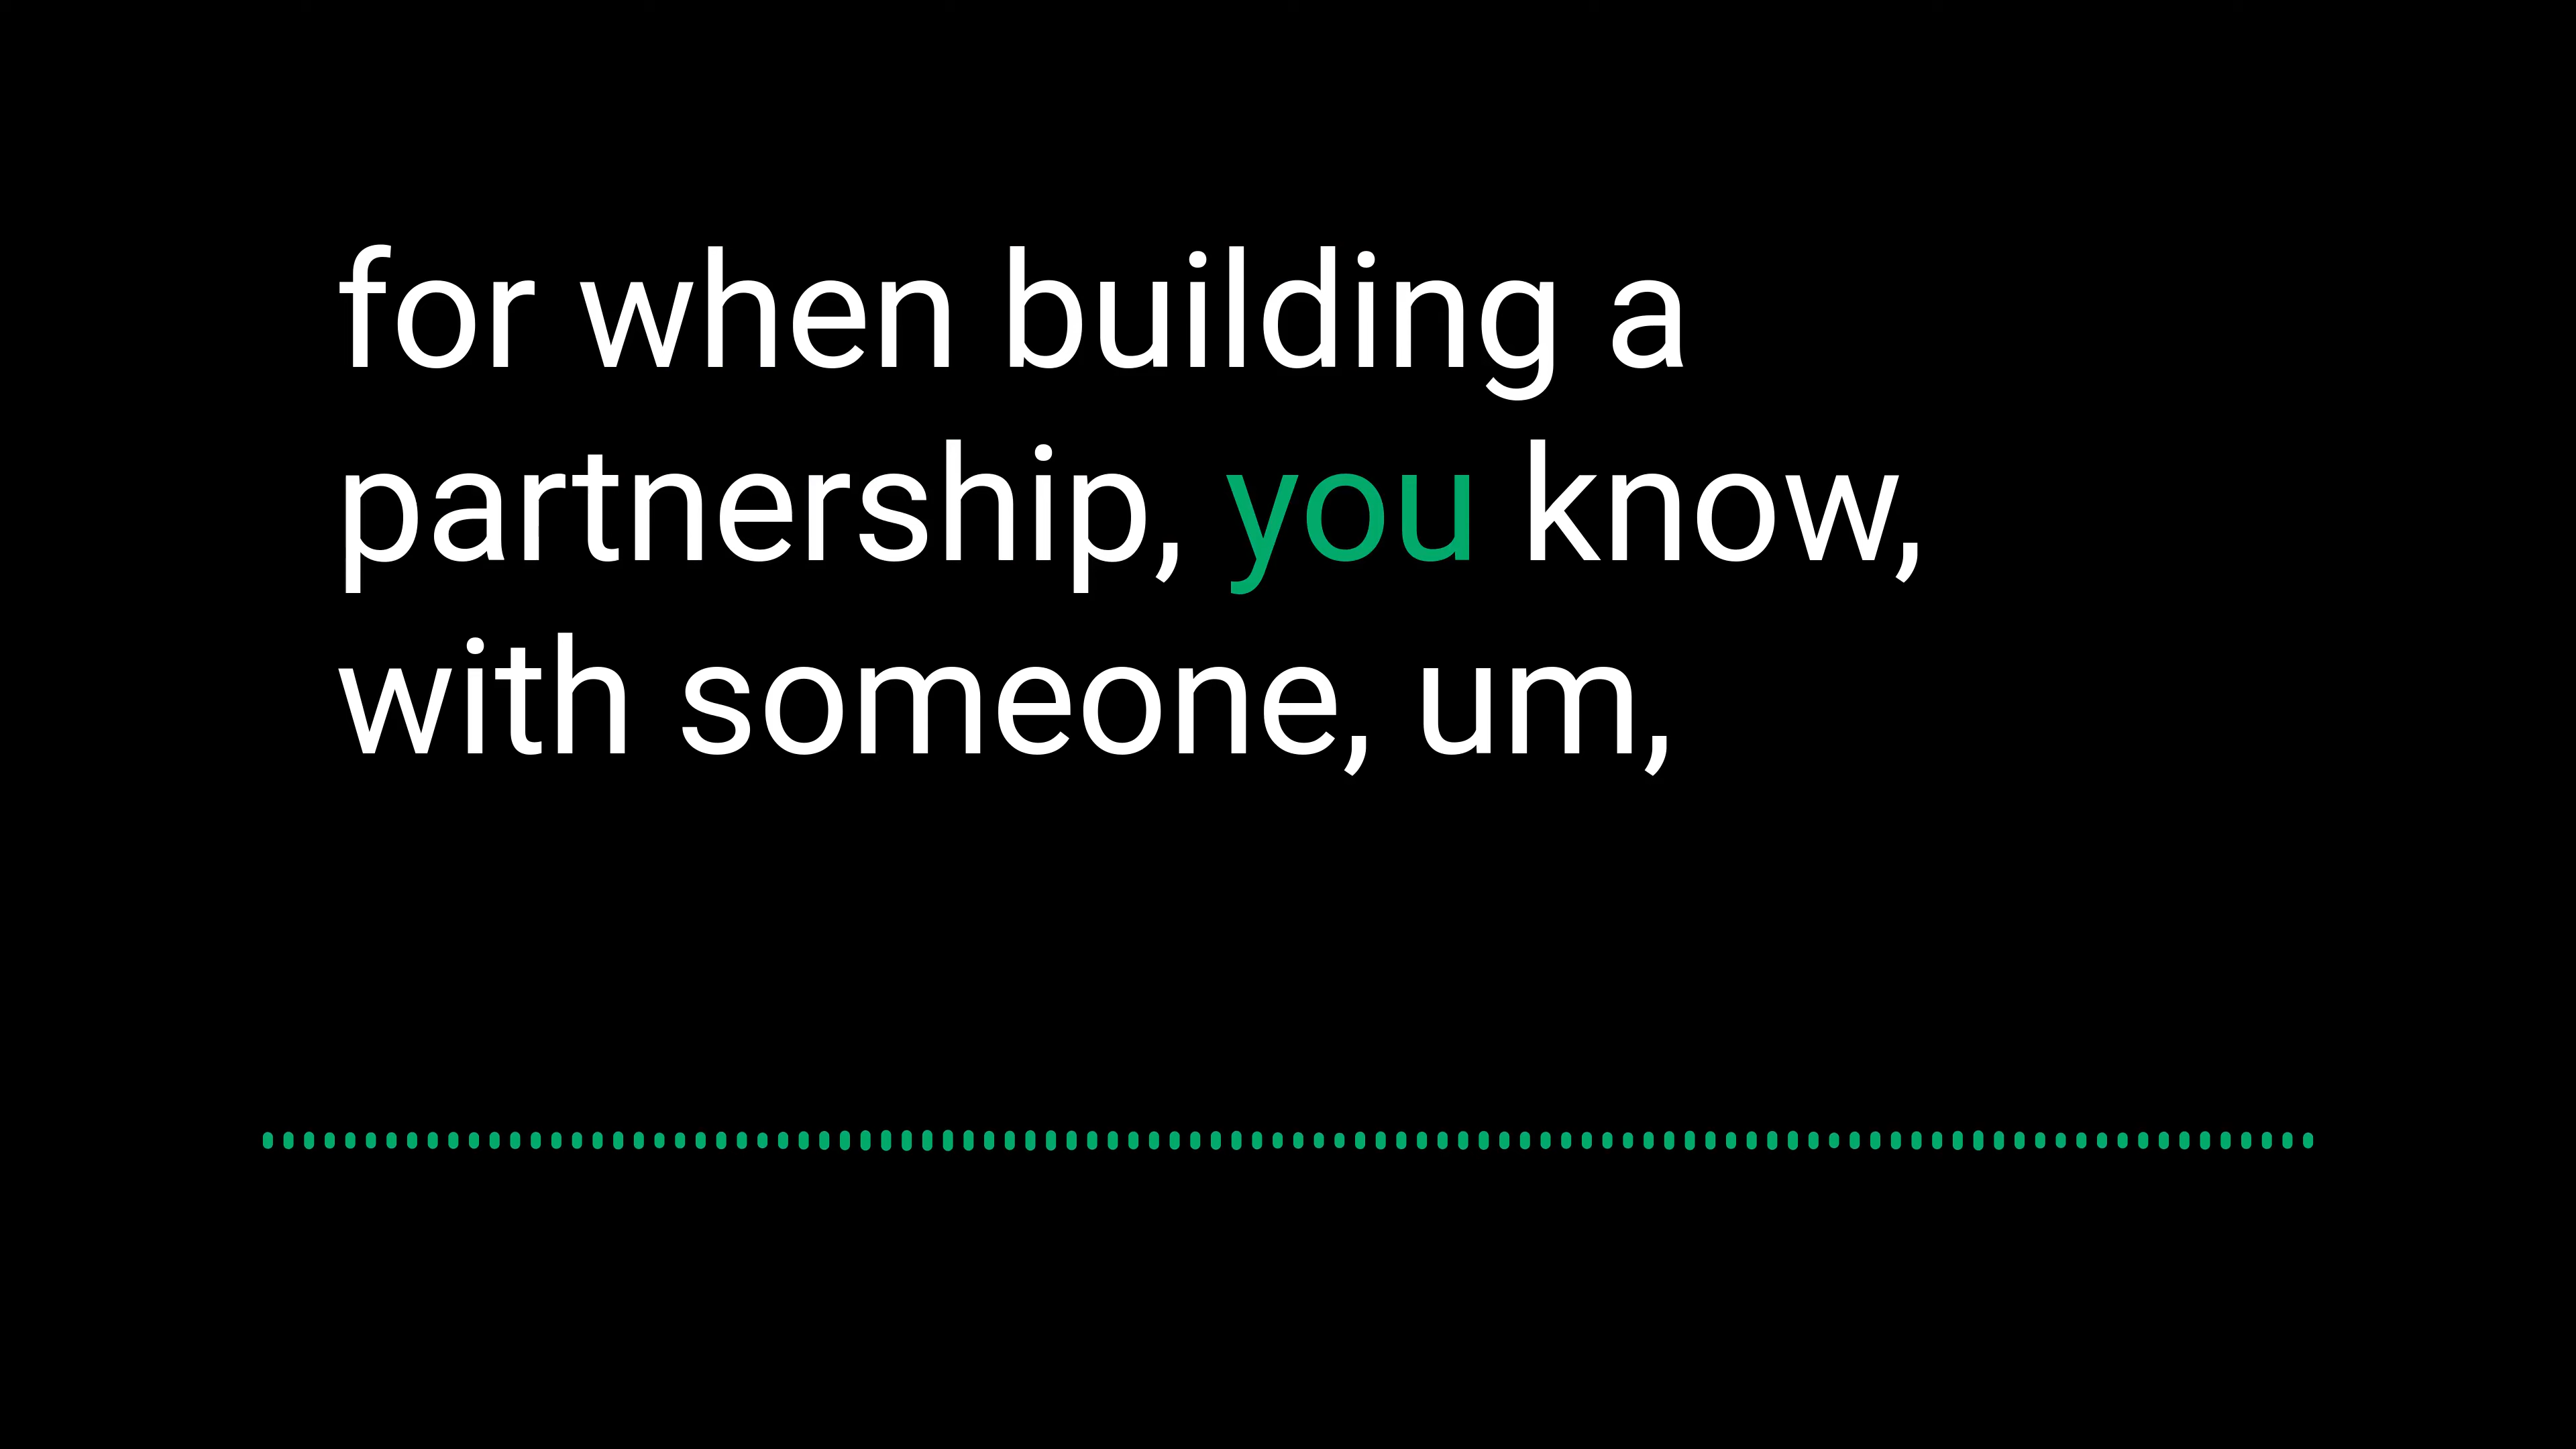 for when building a
partnership, you know,
with someone, um,